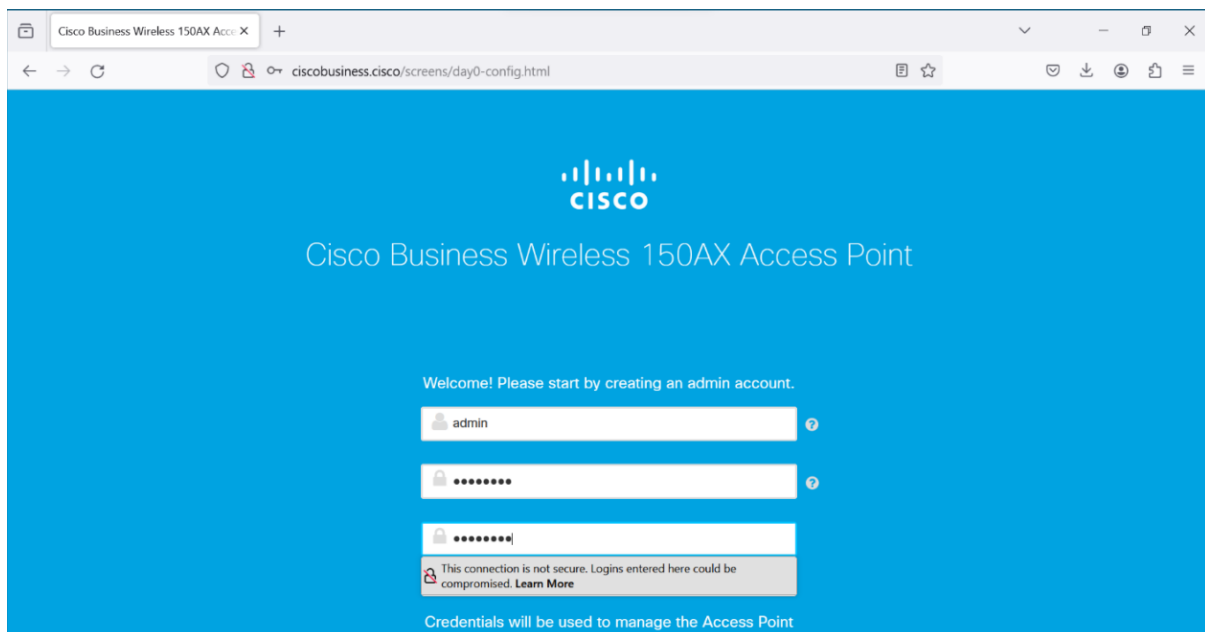 Cisco Business Wireless 150AX Acce
ciscobusiness.cisco/screens/day0-config.html
CISCO
Cisco Business Wireless 150AX Access Point
Welcome! Please start by creating an admin account.
admin
This connection is not secure. Logins entered here could be
compromised. Learn More
Credentials will be used to manage the Access Point